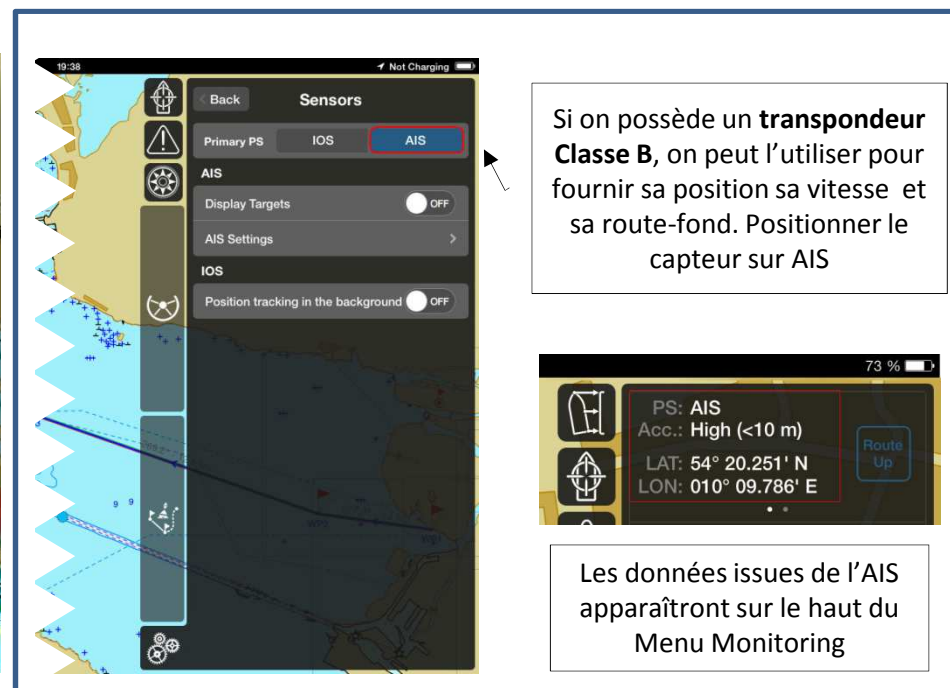 19:38
Not Charging
Back
Sensors
Primary PS
IOS
AIS
AIS
Display Targets
OFF
AIS Settings
IOS
Position tracking in the background
OFF
9 9
WP2
Si on possède un transpondeur
Classe B, on peut l’utiliser pour
fournir sa position sa vitesse et
sa route-fond. Positionner le
capteur sur AIS
73 %
PS: AIS
Acc.: High (<10 m)
LAT: 54° 20.251' N
LON: 010° 09.786' E
Route
Up
Les données issues de l’AIS
apparaîtront sur le haut du
Menu Monitoring